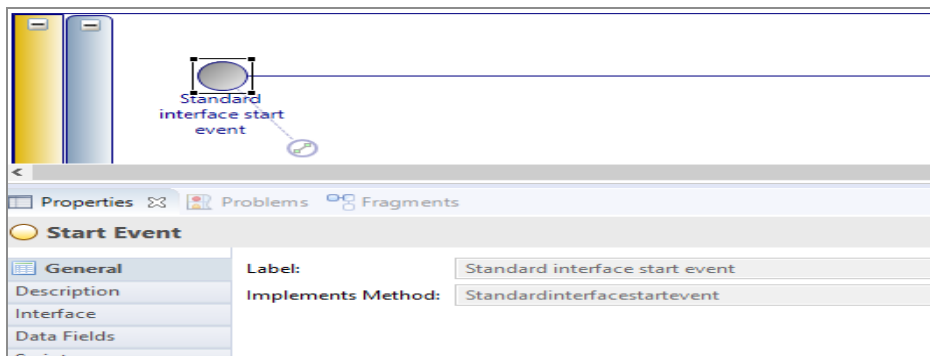 Standard
interface start
event
Properties Problems Fragments
Start Event
General
Label: Standard interface start event
Description
Implements Method: Standardinterfacestartevent
Interface
Data Fields